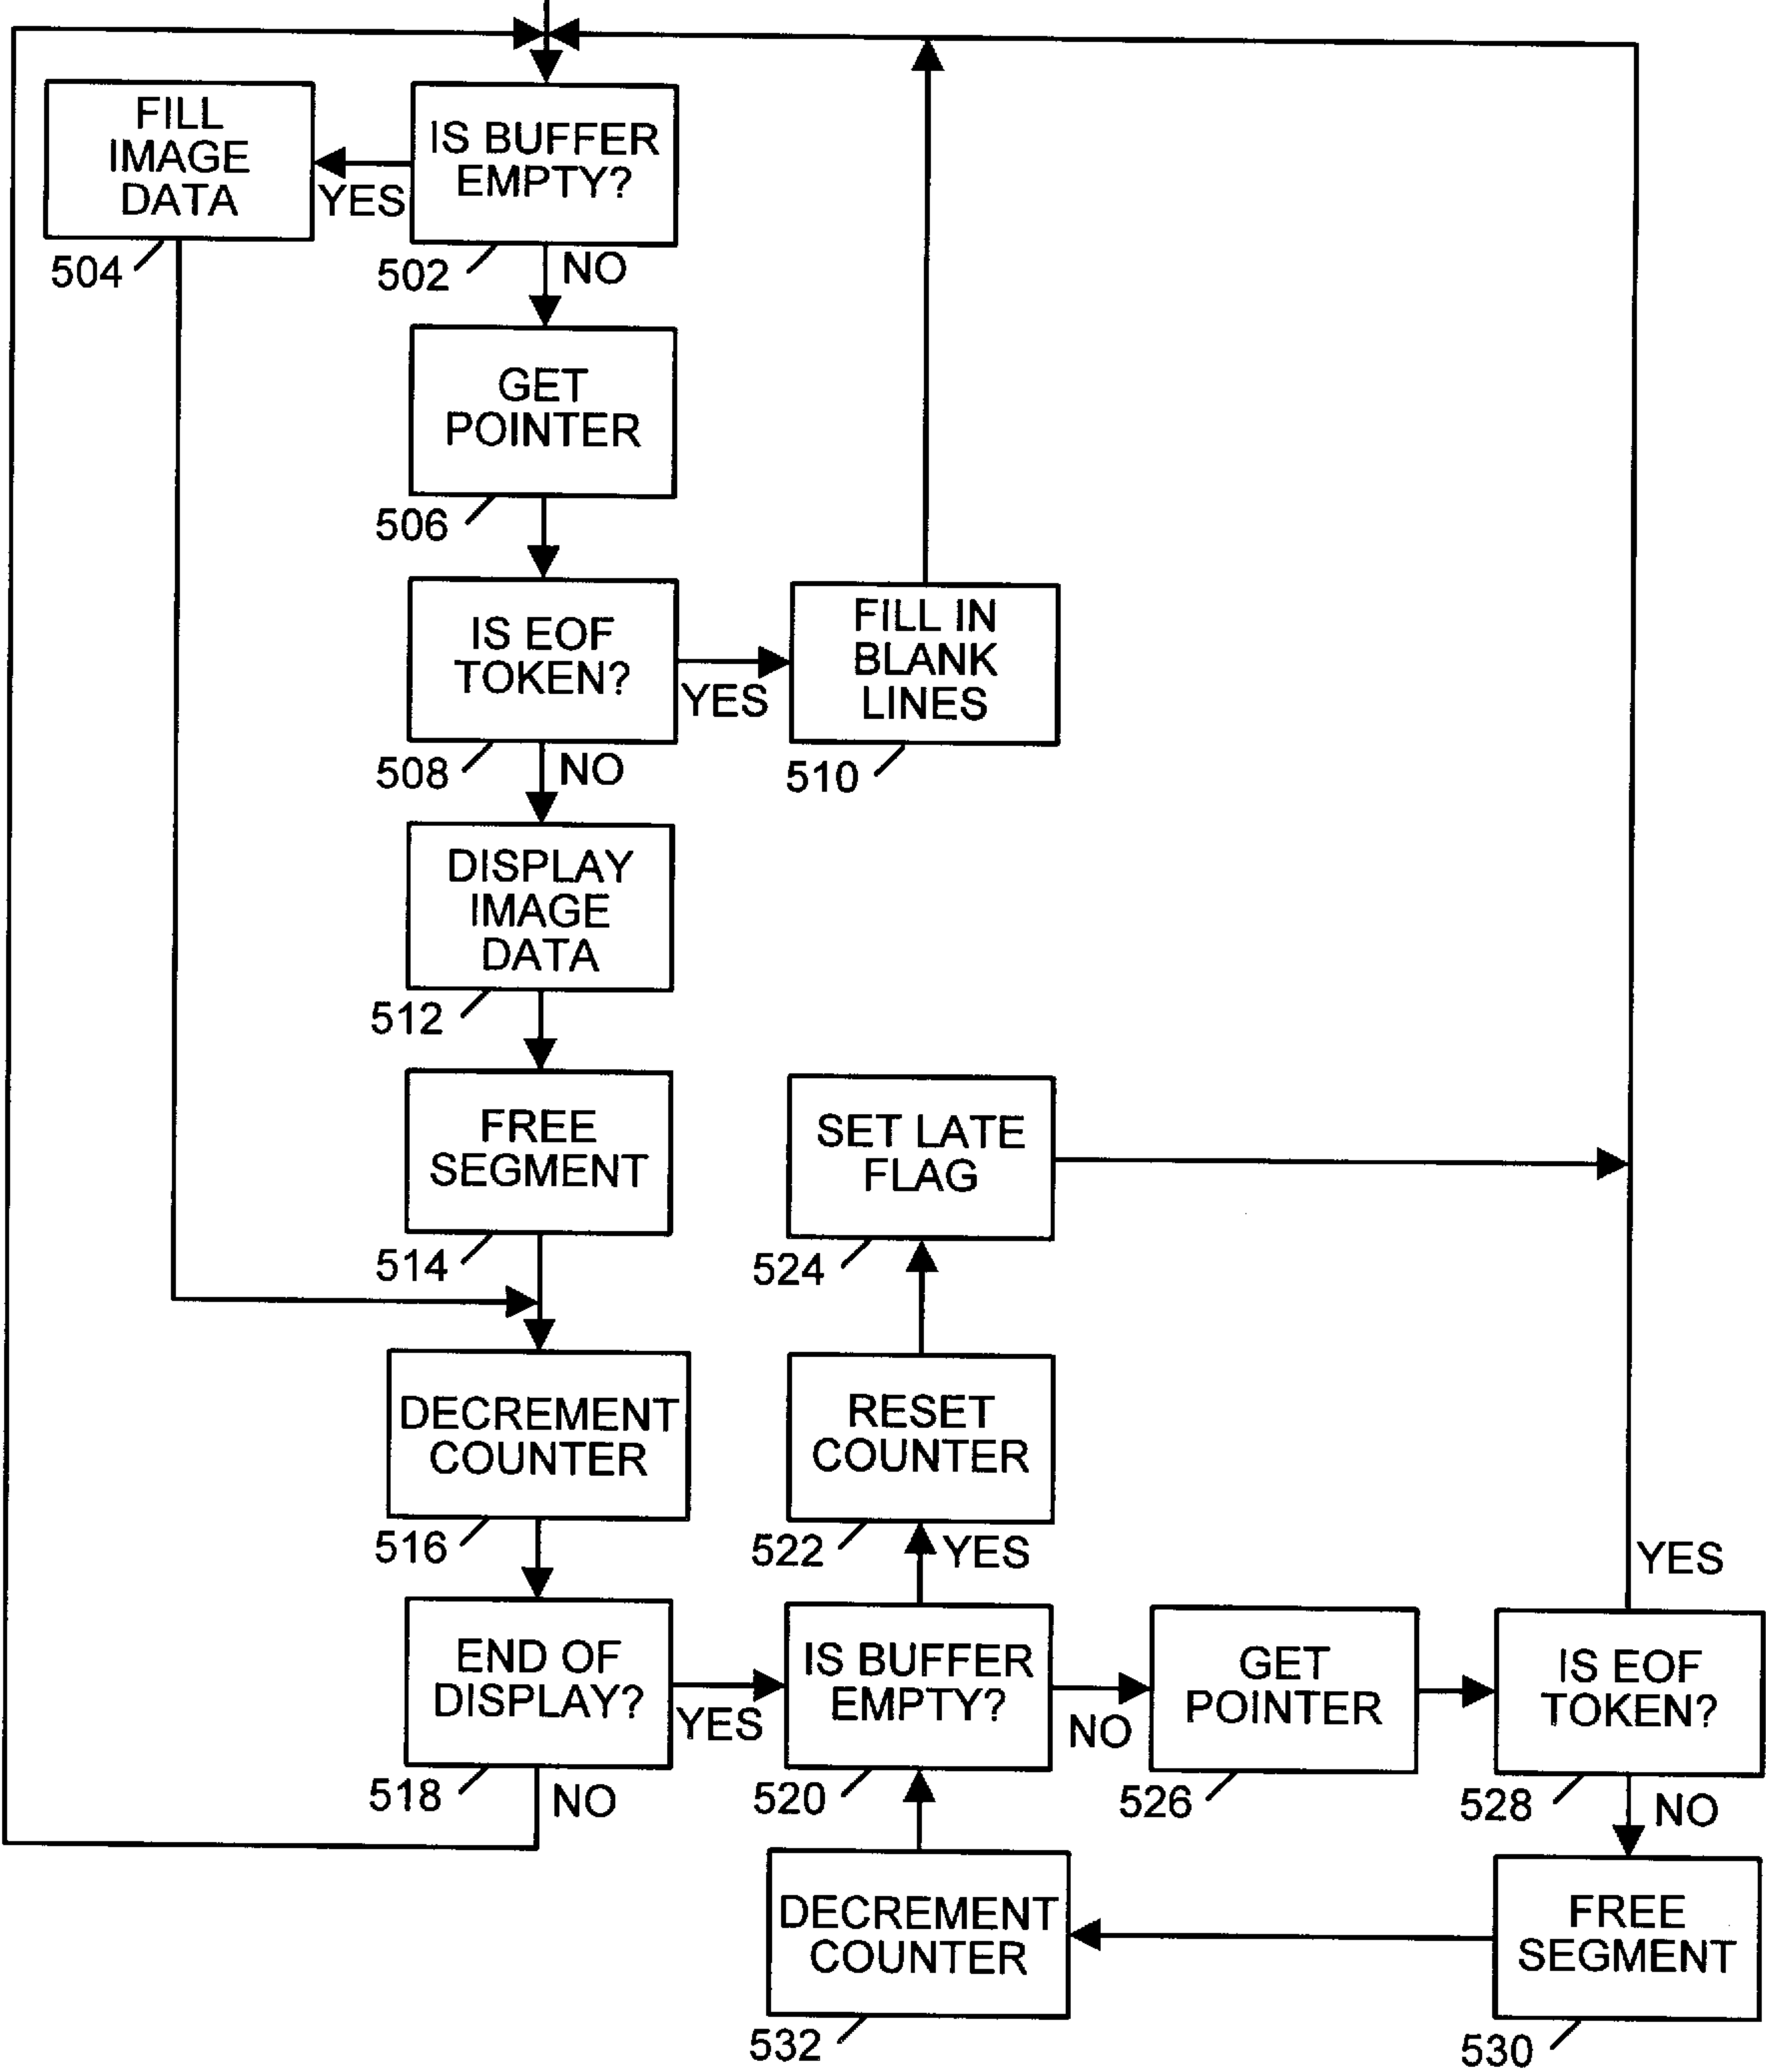 FILL
IMAGE
DATA
504
YES
IS BUFFER
EMPTY?
502
NO
GET
POINTER
506
IS EOF
TOKEN?
508
YES
NO
FILL IN
BLANK
LINES
510
DISPLAY
IMAGE
DATA
512
FREE
SEGMENT
514
SET LATE
FLAG
524
DECREMENT
COUNTER
516
RESET
COUNTER
522
YES
YES
END OF
DISPLAY?
518
YES
NO
IS BUFFER
EMPTY?
520
NO
GET
POINTER
526
IS EOF
TOKEN?
528
NO
DECREMENT
COUNTER
532
FREE
SEGMENT
530